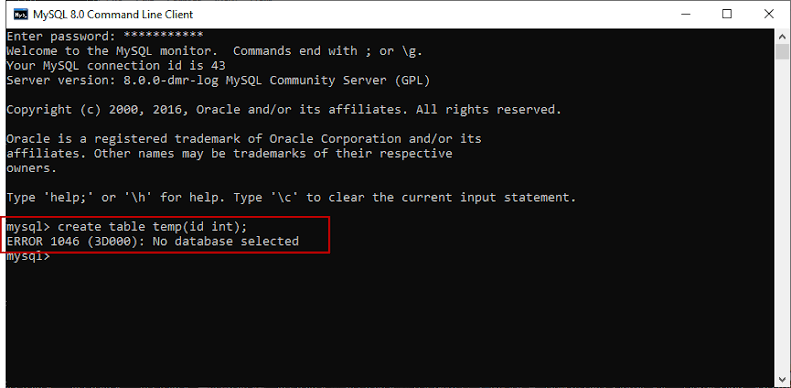 MySQL 8.0 Command Line Client
Enter password: ***********
Welcome to the MySQL monitor.  Commands end with ; or \g.
Your MySQL connection id is 43
Server version: 8.0.0-dmr-log MySQL Community Server (GPL)
Copyright (c) 2000, 2016, Oracle and/or its affiliates. All rights reserved.
Oracle is a registered trademark of Oracle Corporation and/or its
affiliates. Other names may be trademarks of their respective
owners.
Type 'help;' or '\h' for help. Type '\c' to clear the current input statement.
mysql> create table temp(id int);
ERROR 1046 (3D000): No database selected
mysql>